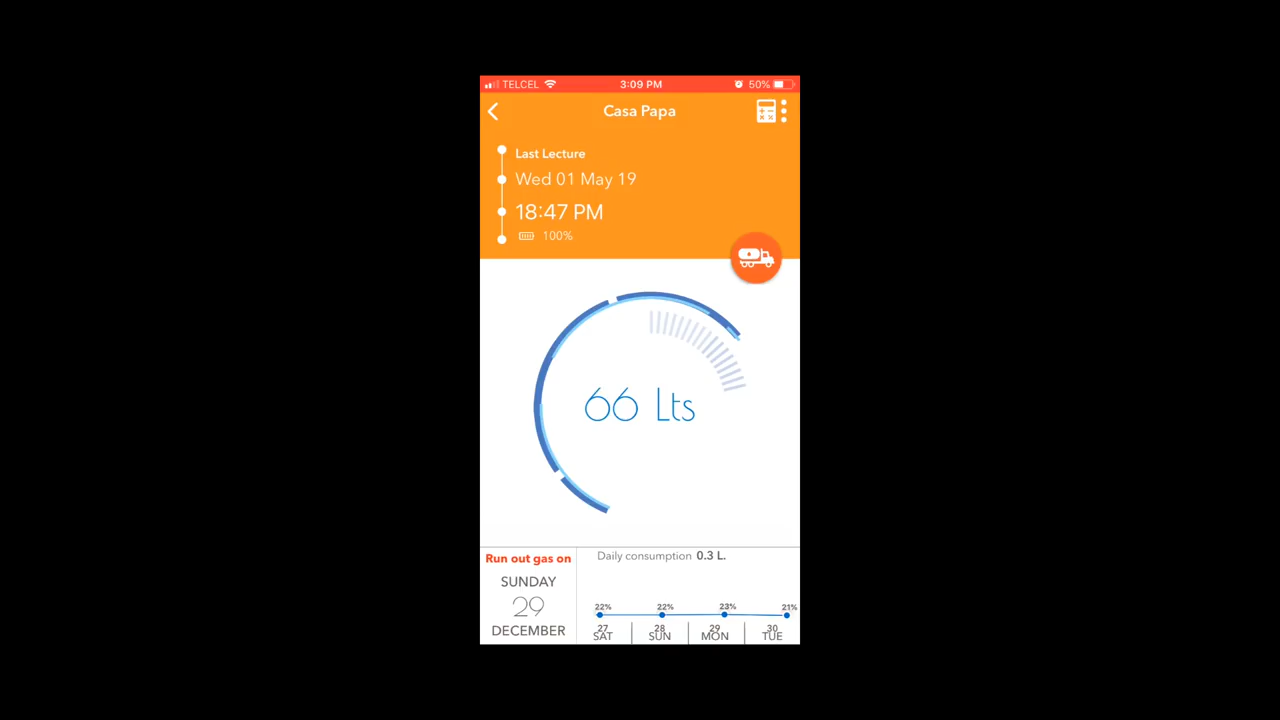 TELCEL 3:09 PM 50%
Casa Papa
Last Lecture
Wed 01 May 19
18:47 PM
100%
66 Lts
Run out gas on
SUNDAY
29
DECEMBER
Daily consumption 0.3 L.
22% 22% 23% 21%
27 28 29 30
SAT SUN MON TUE